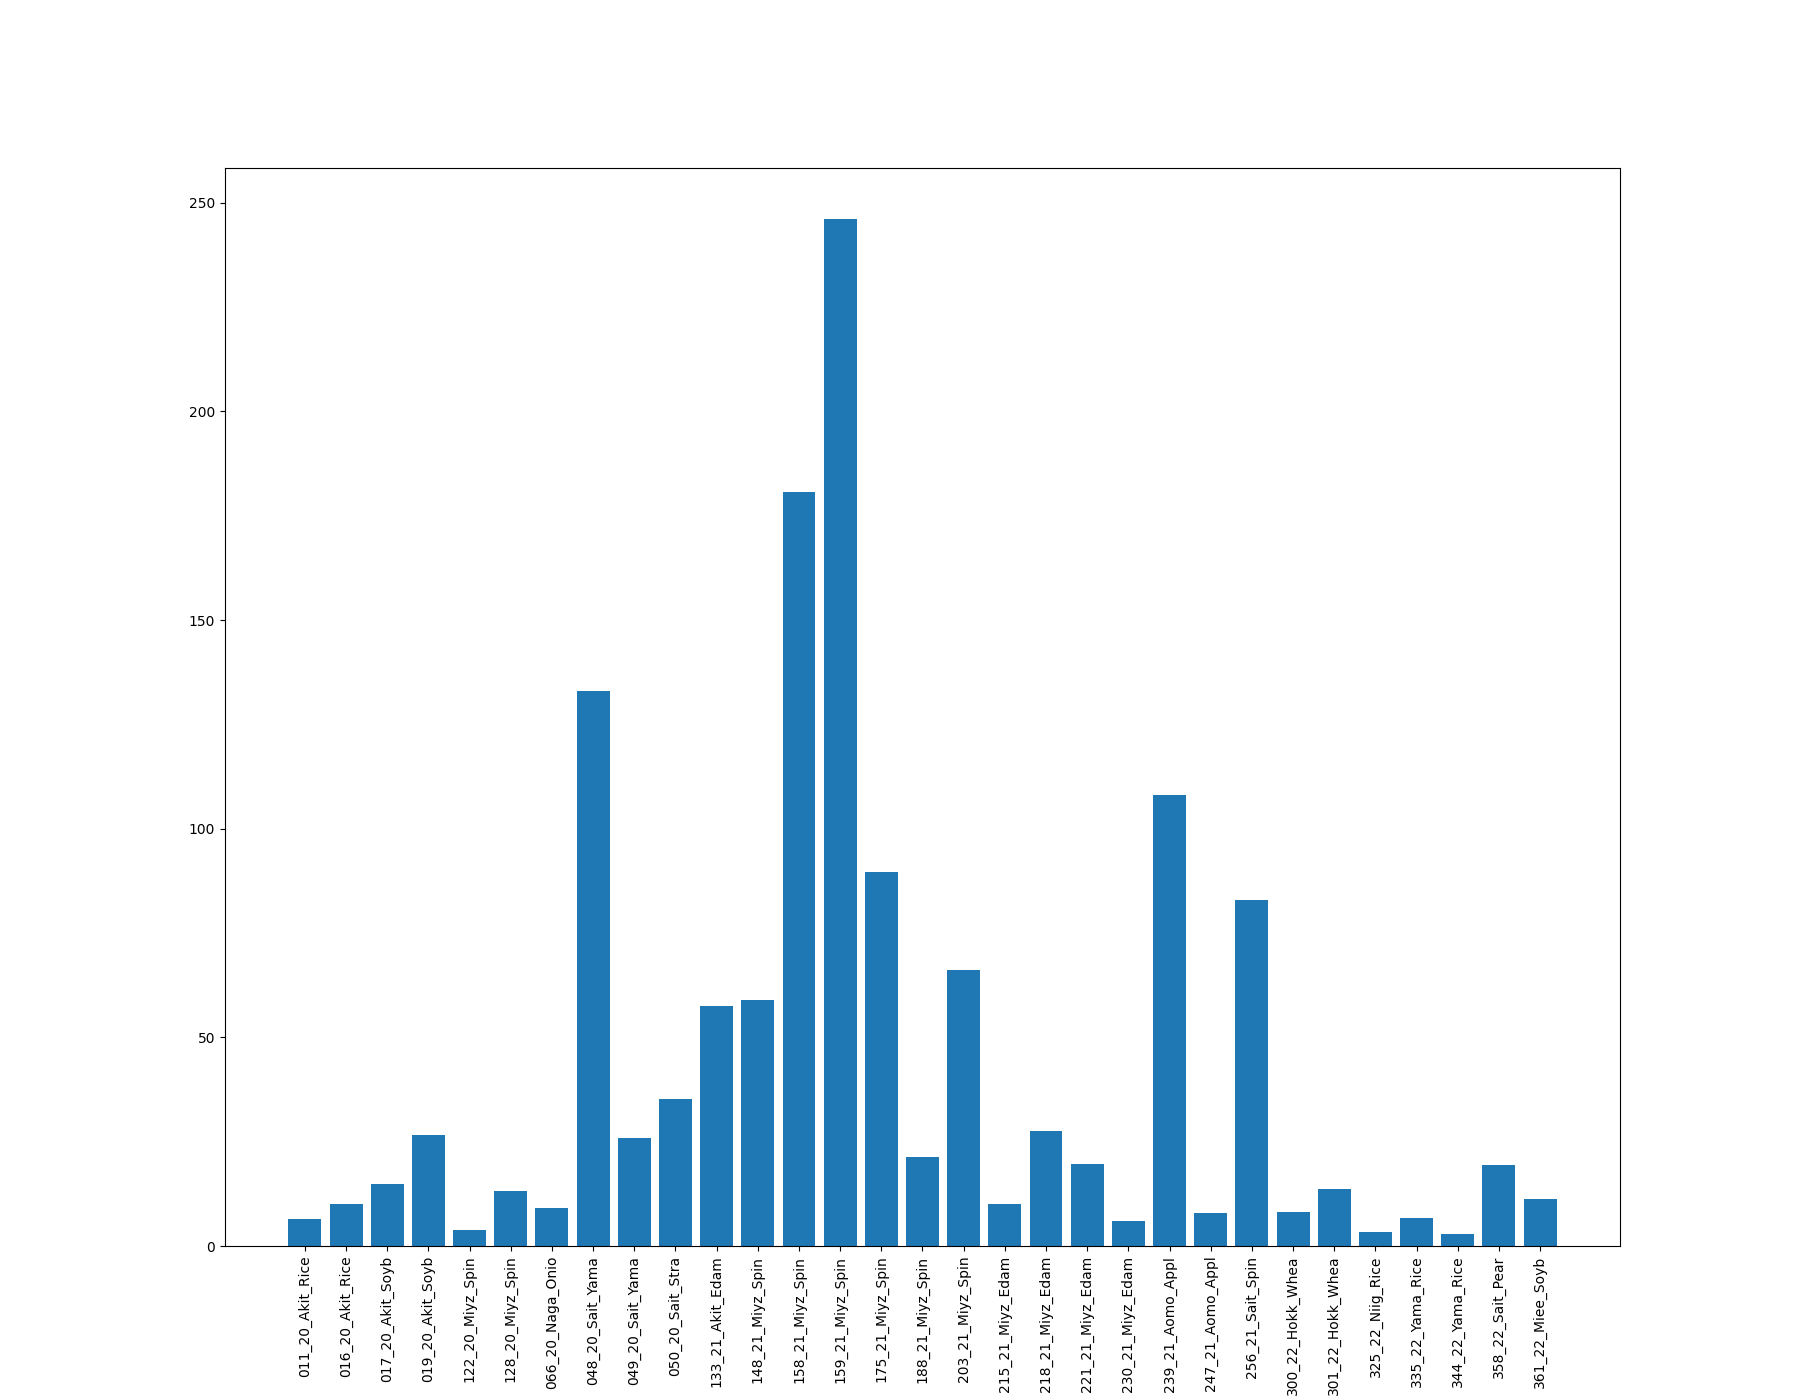 250
200
150
100
50
0
011_20_Akit_Rice
016_20_Akit_Rice
017_20_Akit_Soyb
019_20_Akit_Soyb
122_20_Miyz_Spin
128_20_Miyz_Spin
066_20_Naga_Onio
048_20_Sait_Yama
049_20_Sait_Yama
050_20_Sait_Stra
133_21_Akit_Edam
148_21_Miyz_Spin
158_21_Miyz_Spin
159_21_Miyz_Spin
175_21_Miyz_Spin
188_21_Miyz_Spin
203_21_Miyz_Spin
215_21_Miyz_Edam
218_21_Miyz_Edam
221_21_Miyz_Edam
230_21_Miyz_Edam
239_21_Aomo_Appl
247_21_Aomo_Appl
256_21_Sait_Spin
300_22_Hokk_Whea
301_22_Hokk_Whea
325_22_Niig_Rice
335_22_Yama_Rice
344_22_Yama_Rice
358_22_Sait_Pear
361_22_Miee_Soyb